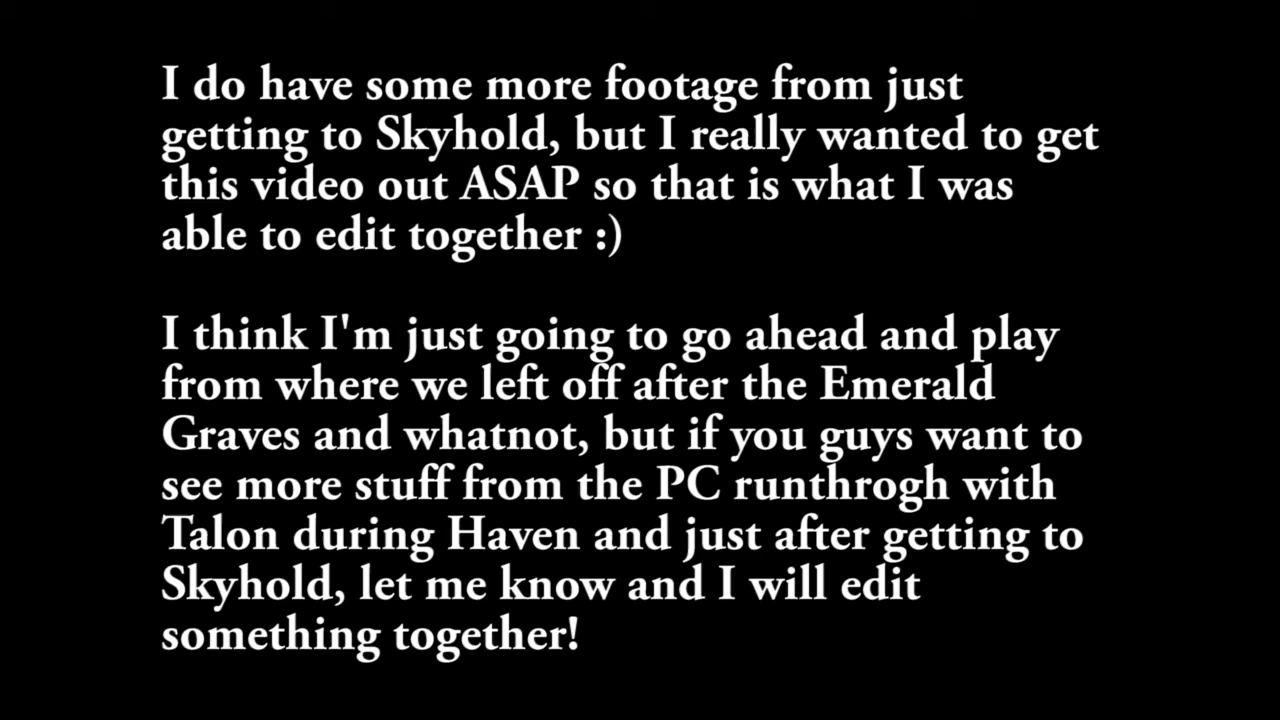 I do have some more footage from just
getting to Skyhold, but I really wanted to get
this video out ASAP so that is what I was
able to edit together :)
I think I'm just going to go ahead and play
from where we left off after the Emerald
Graves and whatnot, but if you guys want to
see more stuff from the PC runthrogh with
Talon during Haven and just after getting to
Skyhold, let me know and I will edit
something together!